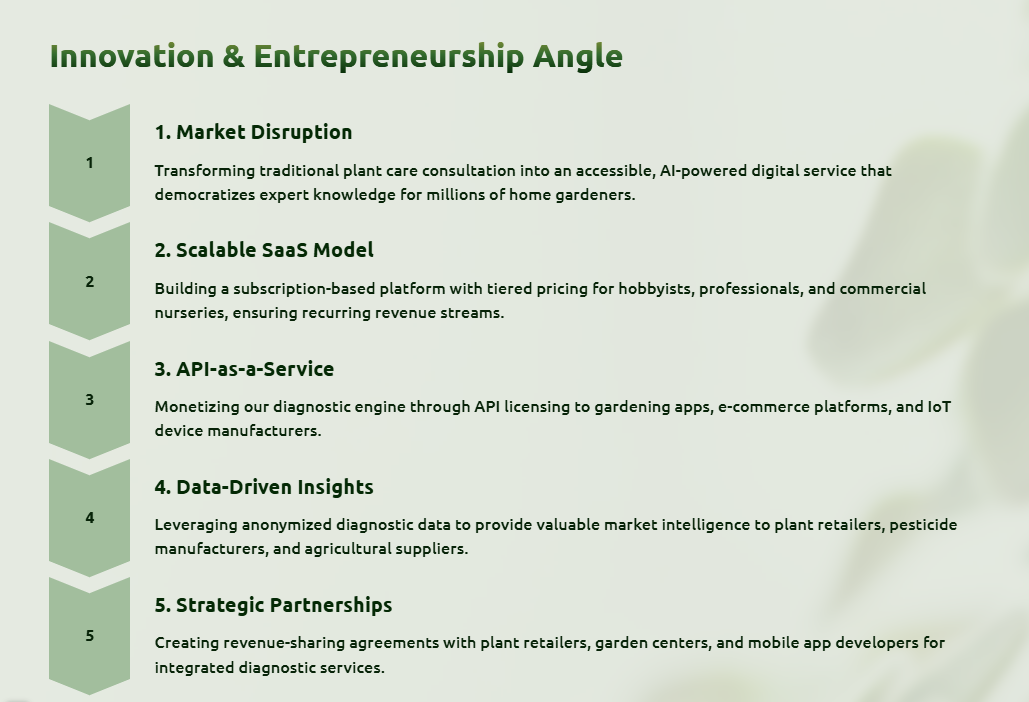 Innovation & Entrepreneurship Angle
1
1. Market Disruption
Transforming traditional plant care consultation into an accessible, AI-powered digital service that
democratizes expert knowledge for millions of home gardeners.
2
2. Scalable SaaS Model
Building a subscription-based platform with tiered pricing for hobbyists, professionals, and commercial
nurseries, ensuring recurring revenue streams.
3
3. API-as-a-Service
Monetizing our diagnostic engine through API licensing to gardening apps, e-commerce platforms, and IoT
device manufacturers.
4
4. Data-Driven Insights
Leveraging anonymized diagnostic data to provide valuable market intelligence to plant retailers, pesticide
manufacturers, and agricultural suppliers.
5
5. Strategic Partnerships
Creating revenue-sharing agreements with plant retailers, garden centers, and mobile app developers for
integrated diagnostic services.